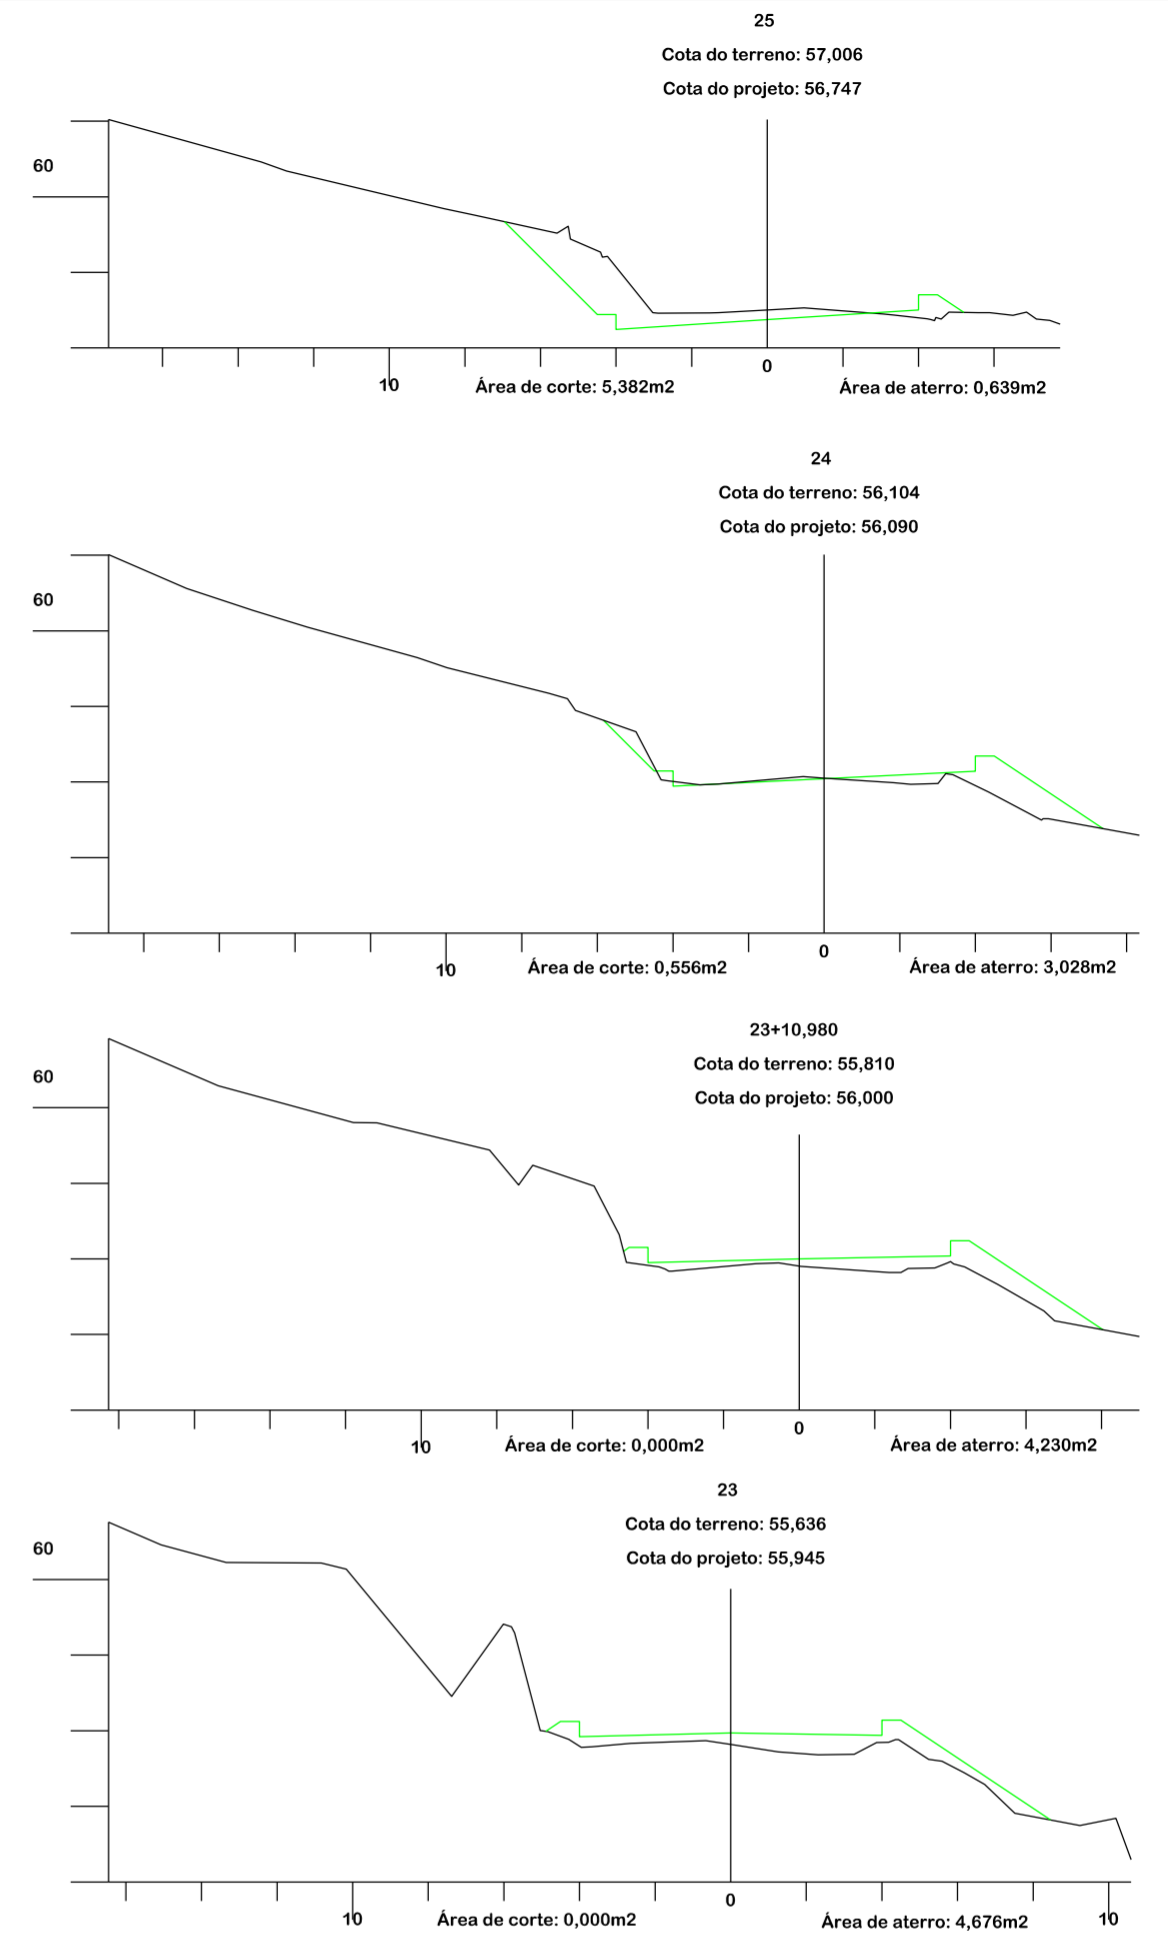 25
Cota do terreno: 57,006
Cota do projeto: 56,747
60
10
0
Área de corte: 5,382m2
Área de aterro: 0,639m2
24
Cota do terreno: 56,104
Cota do projeto: 56,090
60
10
0
Área de corte: 0,556m2
Área de aterro: 3,028m2
23+10,980
Cota do terreno: 55,810
Cota do projeto: 56,000
60
10
0
Área de corte: 0,000m2
Área de aterro: 4,230m2
23
Cota do terreno: 55,636
Cota do projeto: 55,945
60
10
0
10
Área de corte: 0,000m2
Área de aterro: 4,676m2